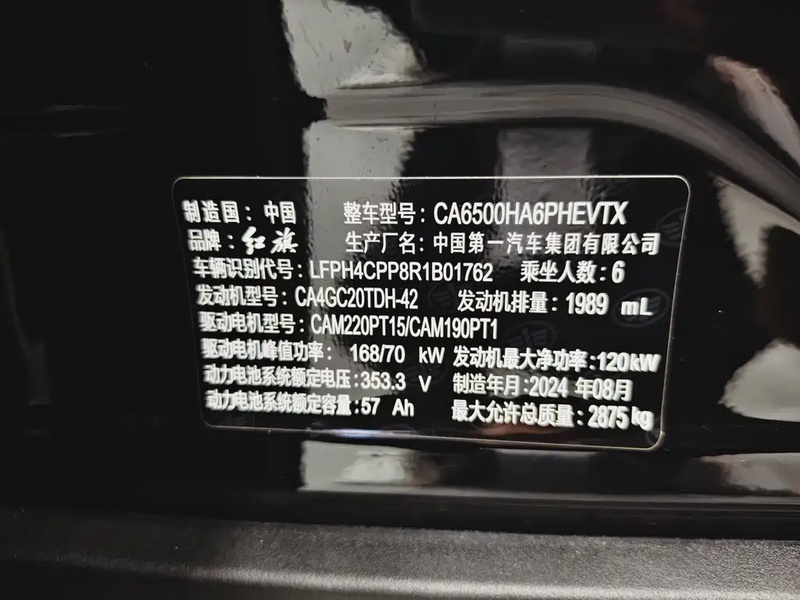 制造国：中国 整车型号：CA6500HA6PHEVTX
品牌：红旗 生产厂名：中国第一汽车集团有限公司
车辆识别代号：LFPH4CPP8R1B01762 乘坐人数：6
发动机型号：CA4GC20TDH-42 发动机排量：1989 mL
驱动电机型号：CAM220PT15/CAM190PT1
驱动电机峰值功率：168/70 kW 发动机最大净功率：120kW
动力电池系统额定电压：353.3 V 制造年月：2024 年08月
动力电池系统额定容量：57 Ah 最大允许总质量：2875kg